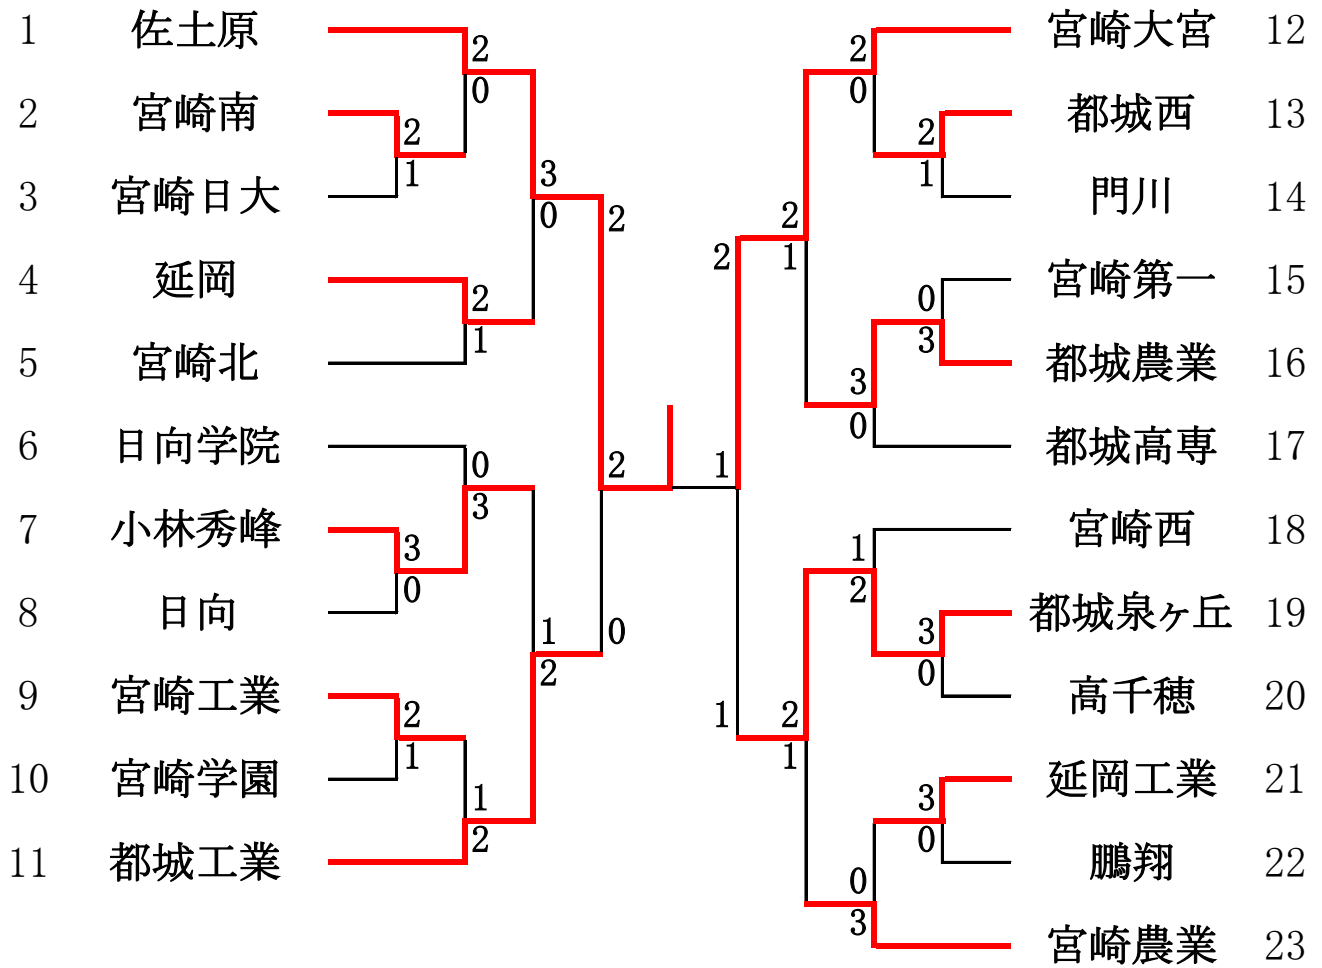 1 佐土原
2 宮崎南
3 宮崎日大
4 延岡
5 宮崎北
6 日向学院
7 小林秀峰
8 日向
9 宮崎工業
10 宮崎学園
11 都城工業
2
0
2
1
3
0
2
2
1
0
3
2
3
0
1
2
0
2
1
1
2
宮崎大宮 12
都城西 13
門川 14
宮崎第一 15
都城農業 16
都城高専 17
宮崎西 18
都城泉ヶ丘 19
高千穂 20
延岡工業 21
鵬翔 22
宮崎農業 23
2
0
2
1
2
2
1
0
3
3
0
1
1
2
3
0
1
2
1
3
0
0
3